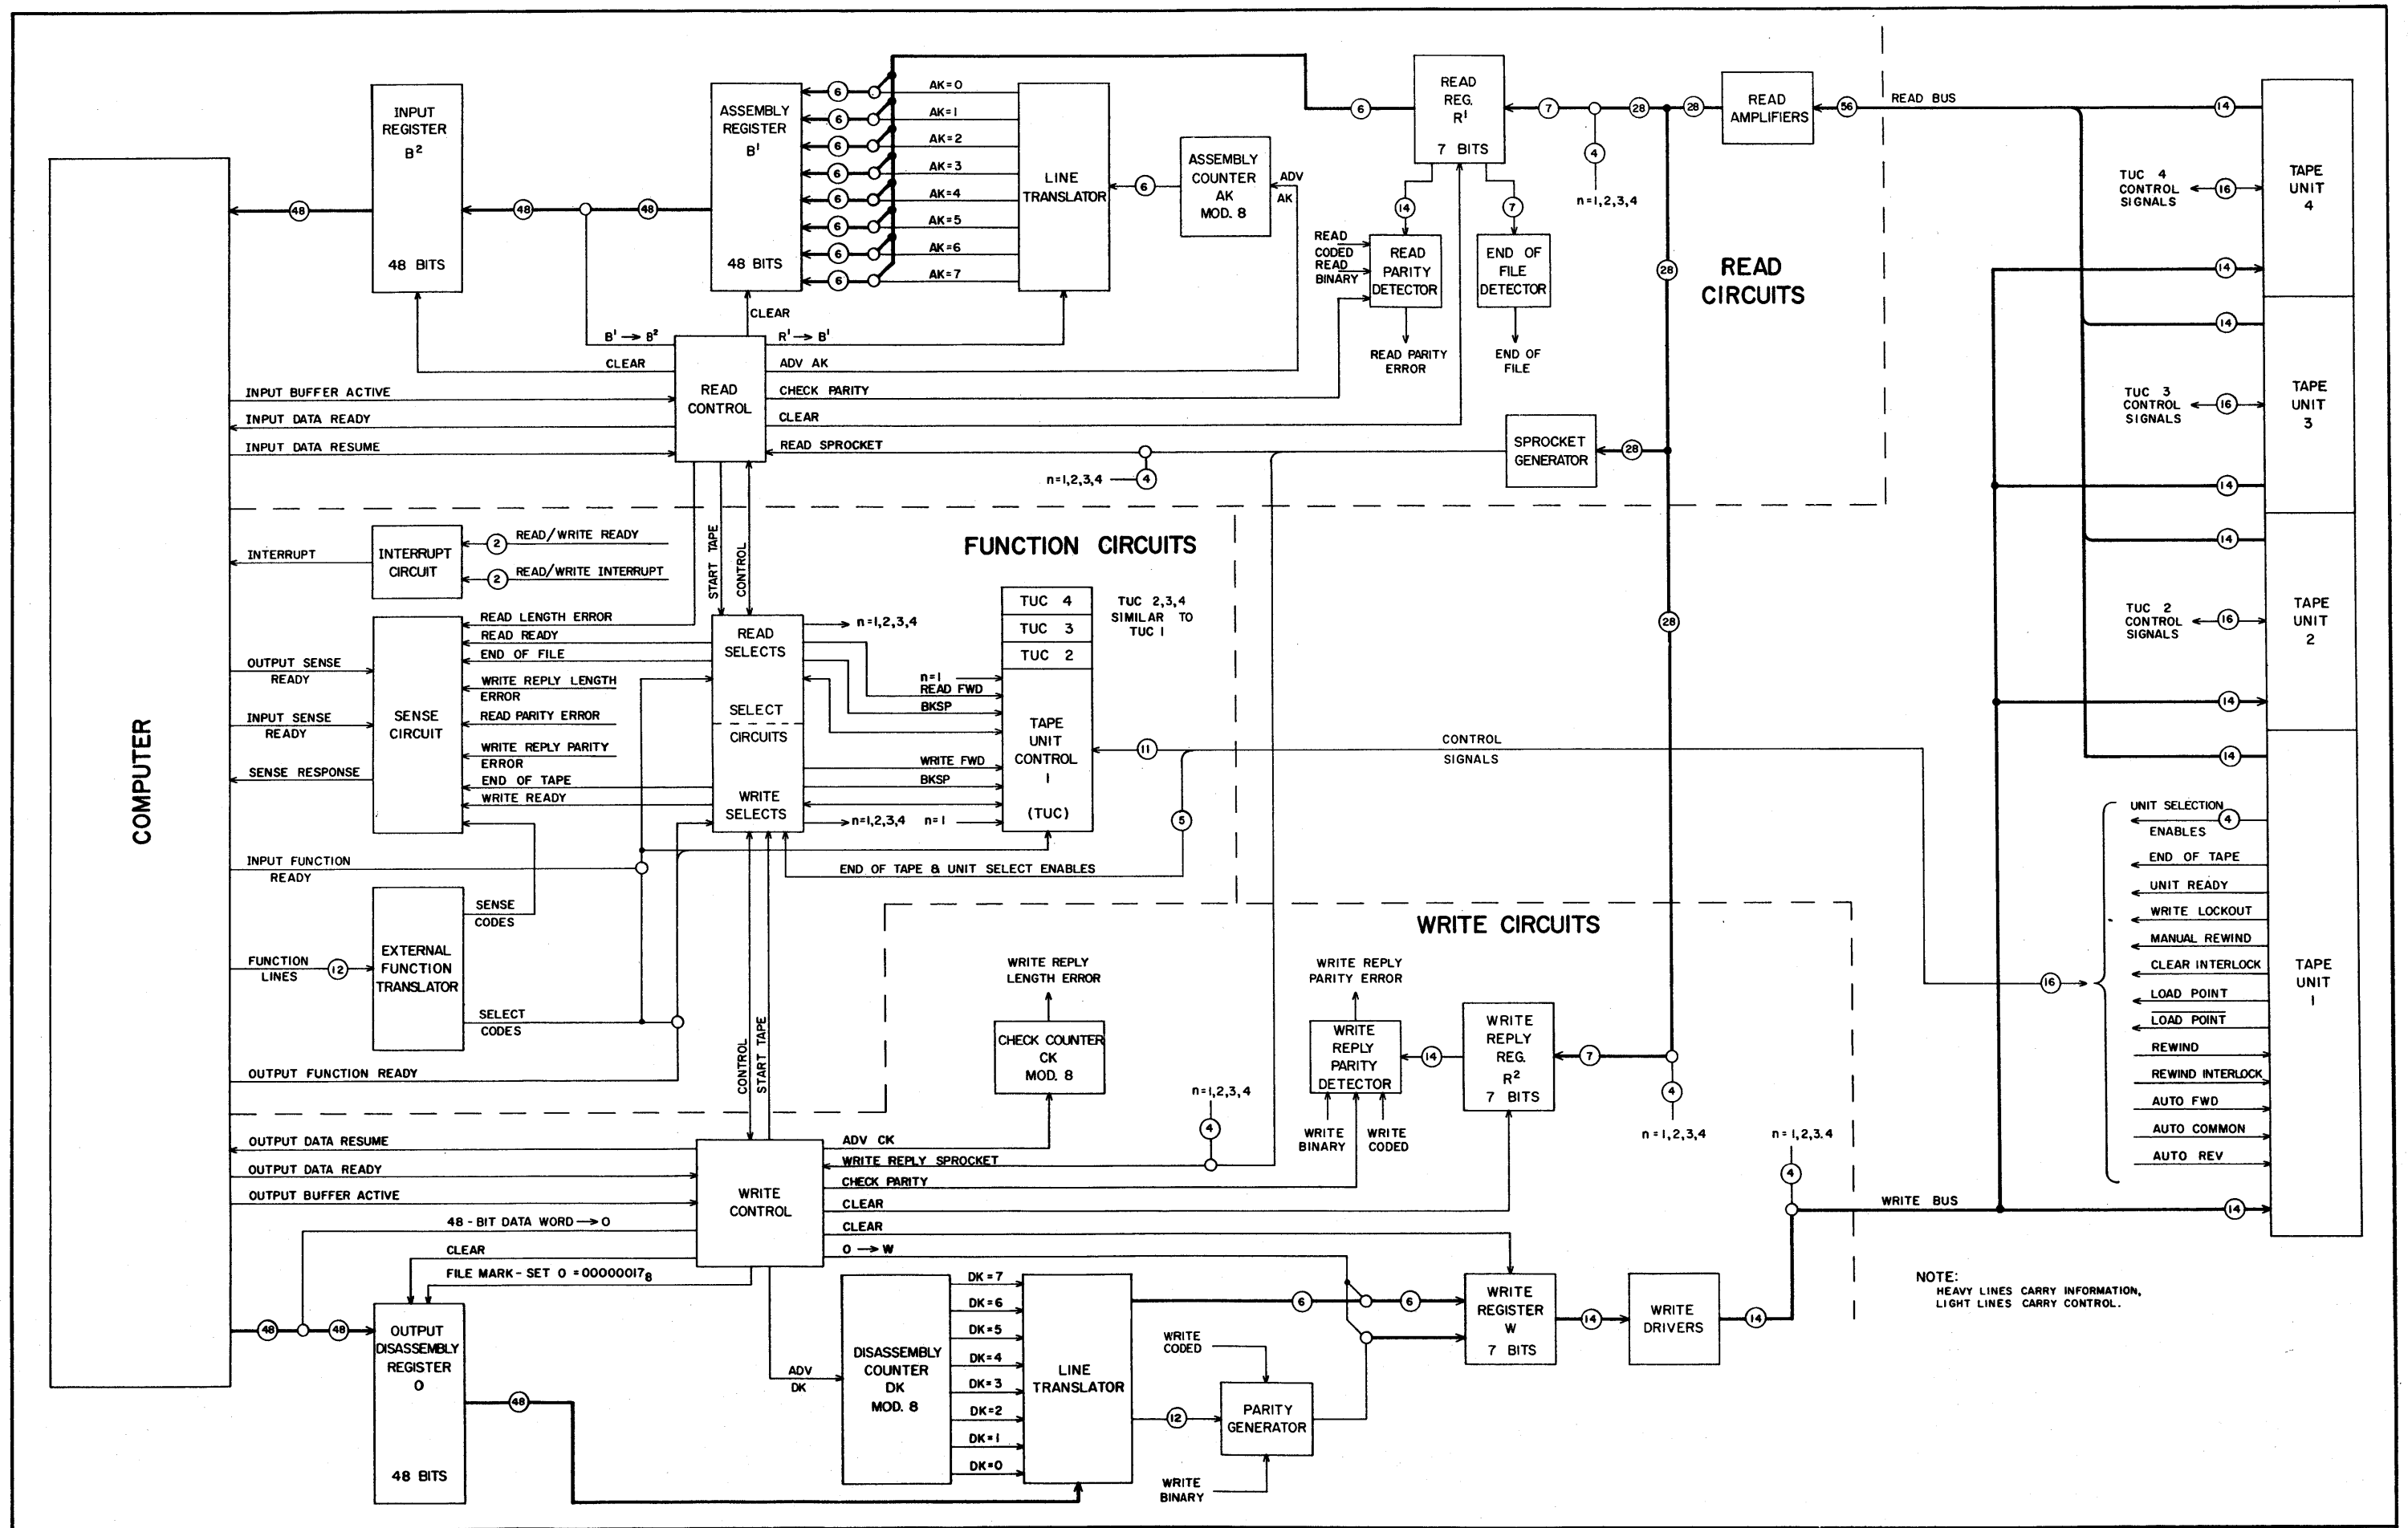 COMPUTER
INPUT
REGISTER
B²
48 BITS
48
48
48
ASSEMBLY
REGISTER
B¹
48 BITS
6
6
6
6
6
6
6
6
AK=0
AK=1
AK=2
AK=3
AK=4
AK=5
AK=6
AK=7
LINE
TRANSLATOR
6
ASSEMBLY
COUNTER
AK
MOD. 8
ADV
AK
6
READ
REG.
R¹
7 BITS
7
28
28
4
n=1,2,3,4
READ
AMPLIFIERS
56
READ BUS
14
14
7
READ
CODED
READ
BINARY
READ
PARITY
DETECTOR
END OF
FILE
DETECTOR
READ PARITY
ERROR
END OF
FILE
28
READ
CIRCUITS
CLEAR
B¹ → B²
R¹ → B¹
CLEAR
ADV AK
READ
CONTROL
CHECK PARITY
CLEAR
READ SPROCKET
INPUT BUFFER ACTIVE
INPUT DATA READY
INPUT DATA RESUME
n=1,2,3,4
4
SPROCKET
GENERATOR
28
TUC 4
CONTROL
SIGNALS
16
TAPE
UNIT
4
14
14
TUC 3
CONTROL
SIGNALS
16
TAPE
UNIT
3
14
14
TUC 2
CONTROL
SIGNALS
16
TAPE
UNIT
2
14
14
INTERRUPT
INTERRUPT
CIRCUIT
2
READ/WRITE READY
2
READ/WRITE INTERRUPT
START TAPE
CONTROL
FUNCTION CIRCUITS
READ LENGTH ERROR
READ READY
END OF FILE
WRITE REPLY LENGTH
ERROR
READ PARITY ERROR
WRITE REPLY PARITY
ERROR
END OF TAPE
WRITE READY
OUTPUT SENSE
READY
INPUT SENSE
READY
SENSE RESPONSE
SENSE
CIRCUIT
READ
SELECTS
SELECT
CIRCUITS
WRITE
SELECTS
n=1,2,3,4
n=1
READ FWD
BKSP
WRITE FWD
BKSP
n=1,2,3,4
n=1
TUC 4
TUC 3
TUC 2
TAPE
UNIT
CONTROL
1
(TUC)
TUC 2,3,4
SIMILAR TO
TUC 1
28
11
CONTROL
SIGNALS
5
END OF TAPE & UNIT SELECT ENABLES
INPUT FUNCTION
READY
SENSE
CODES
FUNCTION
LINES
12
EXTERNAL
FUNCTION
TRANSLATOR
SELECT
CODES
OUTPUT FUNCTION READY
CONTROL
START TAPE
WRITE CIRCUITS
WRITE REPLY
LENGTH ERROR
CHECK COUNTER
CK
MOD. 8
WRITE REPLY
PARITY ERROR
WRITE
REPLY
PARITY
DETECTOR
14
WRITE
REPLY
REG.
R²
7 BITS
7
4
n=1,2,3,4
WRITE
BINARY
WRITE
CODED
n=1,2,3,4
4
16
UNIT SELECTION
4
ENABLES
END OF TAPE
UNIT READY
WRITE LOCKOUT
MANUAL REWIND
CLEAR INTERLOCK
LOAD POINT
LOAD POINT
REWIND
REWIND INTERLOCK
AUTO FWD
AUTO COMMON
AUTO REV
TAPE
UNIT
1
OUTPUT DATA RESUME
OUTPUT DATA READY
OUTPUT BUFFER ACTIVE
48-BIT DATA WORD → O
CLEAR
FILE MARK-SET O=00000017₈
WRITE
CONTROL
ADV CK
WRITE REPLY SPROCKET
CHECK PARITY
CLEAR
CLEAR
O → W
n=1,2,3.4
4
WRITE BUS
14
48
48
OUTPUT
DISASSEMBLY
REGISTER
O
48 BITS
48
ADV
DK
DISASSEMBLY
COUNTER
DK
MOD. 8
DK=7
DK=6
DK=5
DK=4
DK=3
DK=2
DK=1
DK=0
LINE
TRANSLATOR
6
6
12
WRITE
CODED
PARITY
GENERATOR
WRITE
BINARY
WRITE
REGISTER
W
7 BITS
14
WRITE
DRIVERS
14
NOTE:
HEAVY LINES CARRY INFORMATION,
LIGHT LINES CARRY CONTROL.